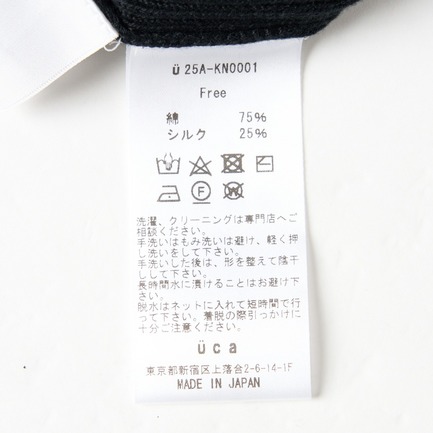 ü 25A-KN0001
Free
綿 75%
シルク 25%
F
W
洗濯、クリーニングは専門店へご
相談ください。
手洗いはもみ洗いは避け、軽く押
し洗いをして下さい。
手洗いした後は、形を整えて陰干
しして下さい。
長時間水に漬けることはお避け下
さい。
脱水はネットに入れて短時間で行
って下さい。着脱の際引っかけに
十分ご注意ください。
üca
東京都新宿区上落合2-6-14-1F
MADE IN JAPAN